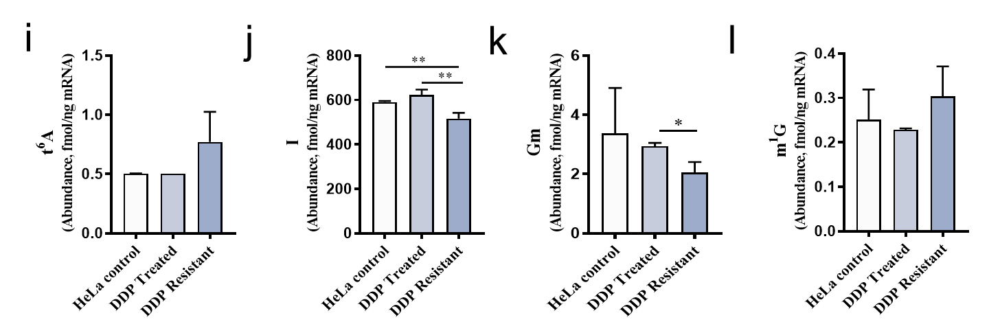 i
t⁶A
(Abundance, fmol/ng mRNA)
1.5
1.0
0.5
0.0
HeLa control
DDP Treated
DDP Resistant
j
I
(Abundance, fmol/ng mRNA)
800
600
400
200
0
**
**
HeLa control
DDP Treated
DDP Resistant
k
Gm
(Abundance, fmol/ng mRNA)
6
4
2
0
*
HeLa control
DDP Treated
DDP Resistant
l
m¹G
(Abundance, fmol/ng mRNA)
0.4
0.3
0.2
0.1
0.0
HeLa control
DDP Treated
DDP Resistant